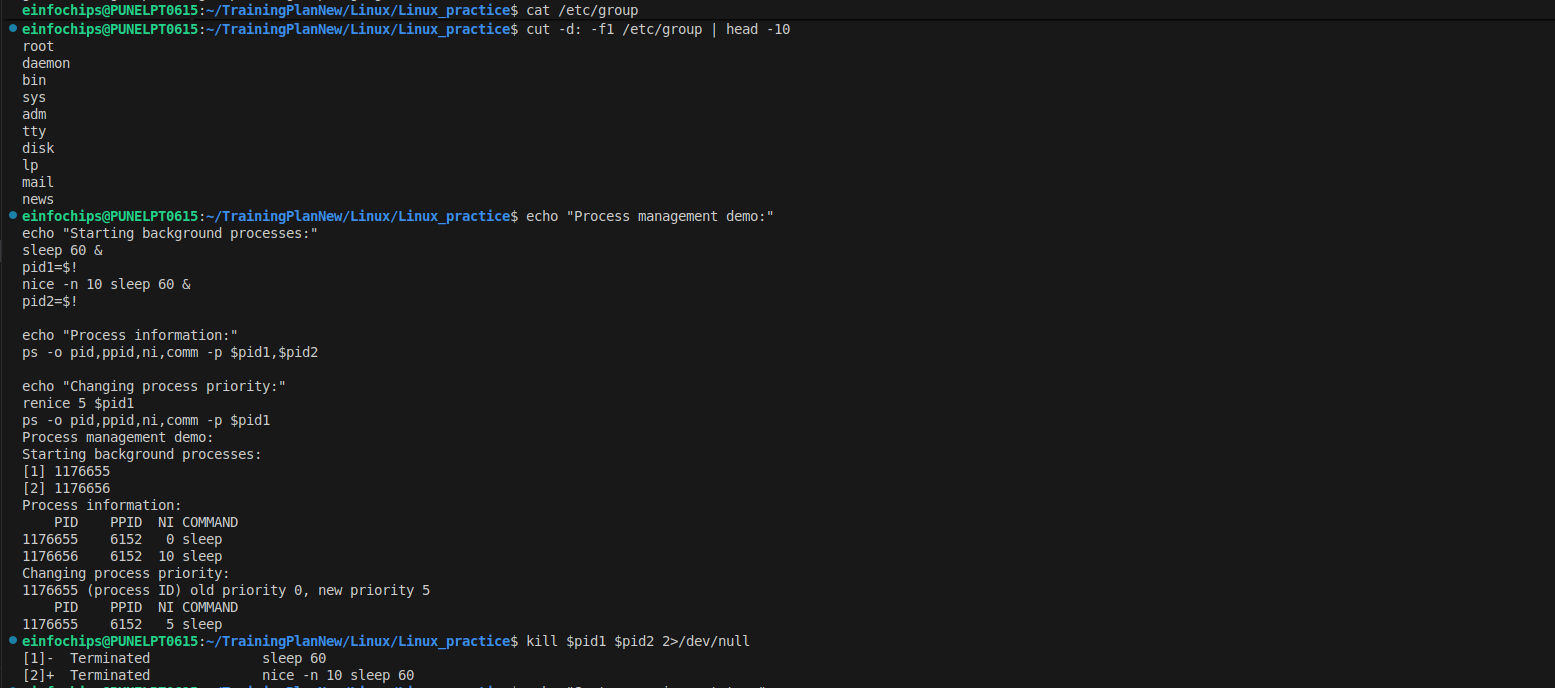 einfochips@PUNELPT0615:~/TrainingPlanNew/Linux/Linux_practice$ cat /etc/group
einfochips@PUNELPT0615:~/TrainingPlanNew/Linux/Linux_practice$ cut -d: -f1 /etc/group | head -10
root
daemon
bin
sys
adm
tty
disk
lp
mail
news
einfochips@PUNELPT0615:~/TrainingPlanNew/Linux/Linux_practice$ echo "Process management demo:"
echo "Starting background processes:"
sleep 60 &
pid1=$!
nice -n 10 sleep 60 &
pid2=$!
echo "Process information:"
ps -o pid,ppid,ni,comm -p $pid1,$pid2
echo "Changing process priority:"
renice 5 $pid1
ps -o pid,ppid,ni,comm -p $pid1
Process management demo:
Starting background processes:
[1] 1176655
[2] 1176656
Process information:
    PID    PPID  NI COMMAND
1176655    6152   0 sleep
1176656    6152  10 sleep
Changing process priority:
1176655 (process ID) old priority 0, new priority 5
    PID    PPID  NI COMMAND
1176655    6152   5 sleep
einfochips@PUNELPT0615:~/TrainingPlanNew/Linux/Linux_practice$ kill $pid1 $pid2 2>/dev/null
[1]-  Terminated              sleep 60
[2]+  Terminated              nice -n 10 sleep 60